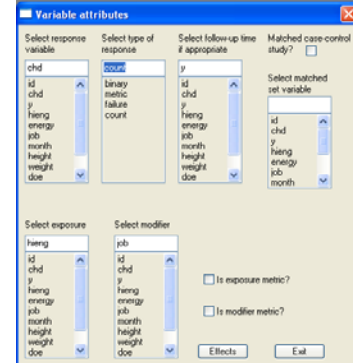 Variable attributes
Select response variable
chd
id
chd
y
hieng
energy
job
month
height
weight
doe
Select type of response
count
binary
metric
failure
count
Select follow-up time if appropriate
y
id
chd
y
hieng
energy
job
month
height
weight
doe
Matched case-control study?
Select matched set variable
id
chd
y
hieng
energy
job
month
Select exposure
hieng
id
chd
y
hieng
energy
job
month
height
weight
doe
Select modifier
job
id
chd
y
hieng
energy
job
month
height
weight
doe
Is exposure metric?
Is modifier metric?
Effects
Exit